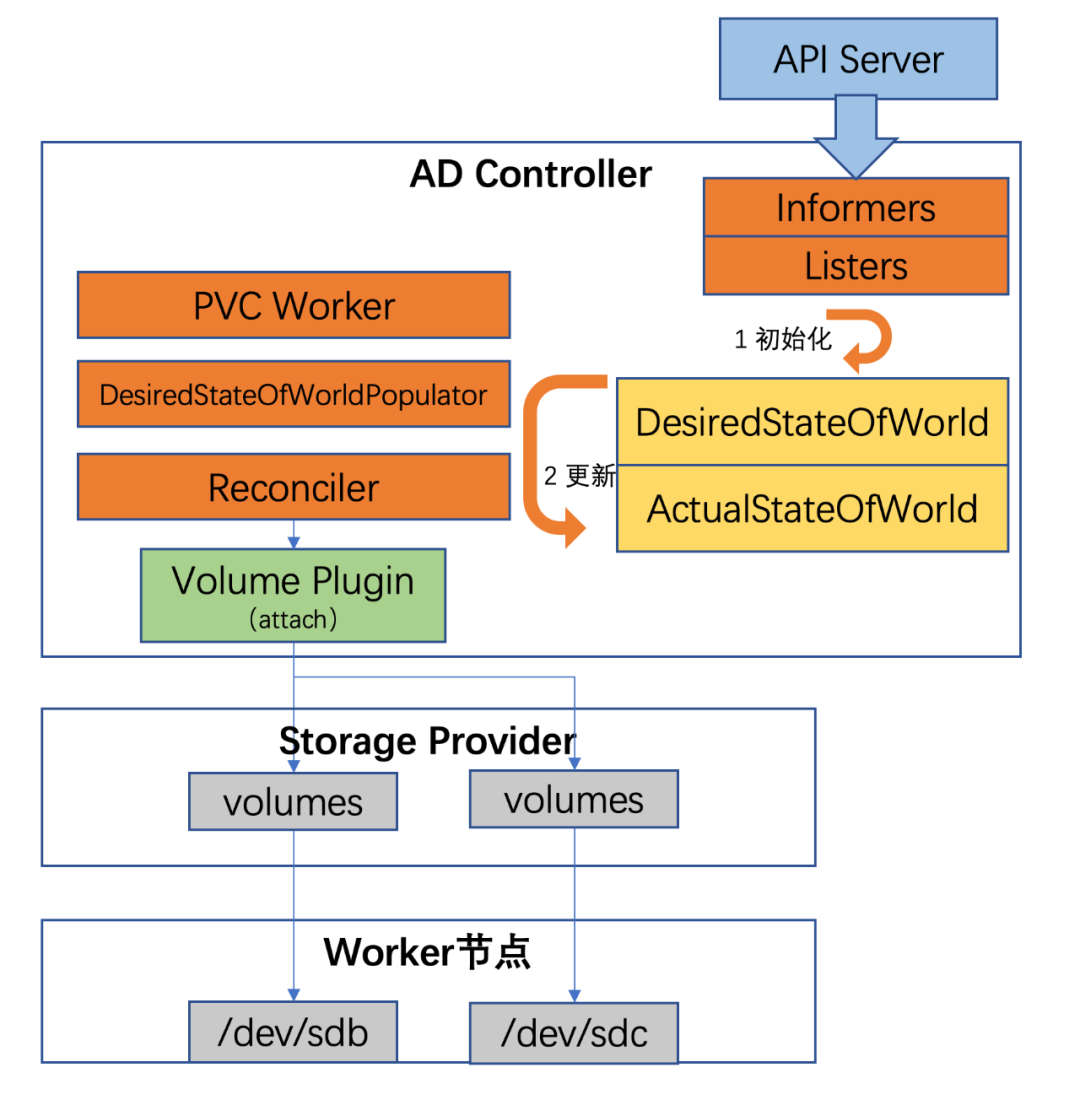 API Server
AD Controller
Informers
Listers
PVC Worker
1 初始化
DesiredStateOfWorldPopulator
DesiredStateOfWorld
2 更新
Reconciler
ActualStateOfWorld
Volume Plugin
（attach）
Storage Provider
volumes
volumes
Worker节点
/dev/sdb
/dev/sdc